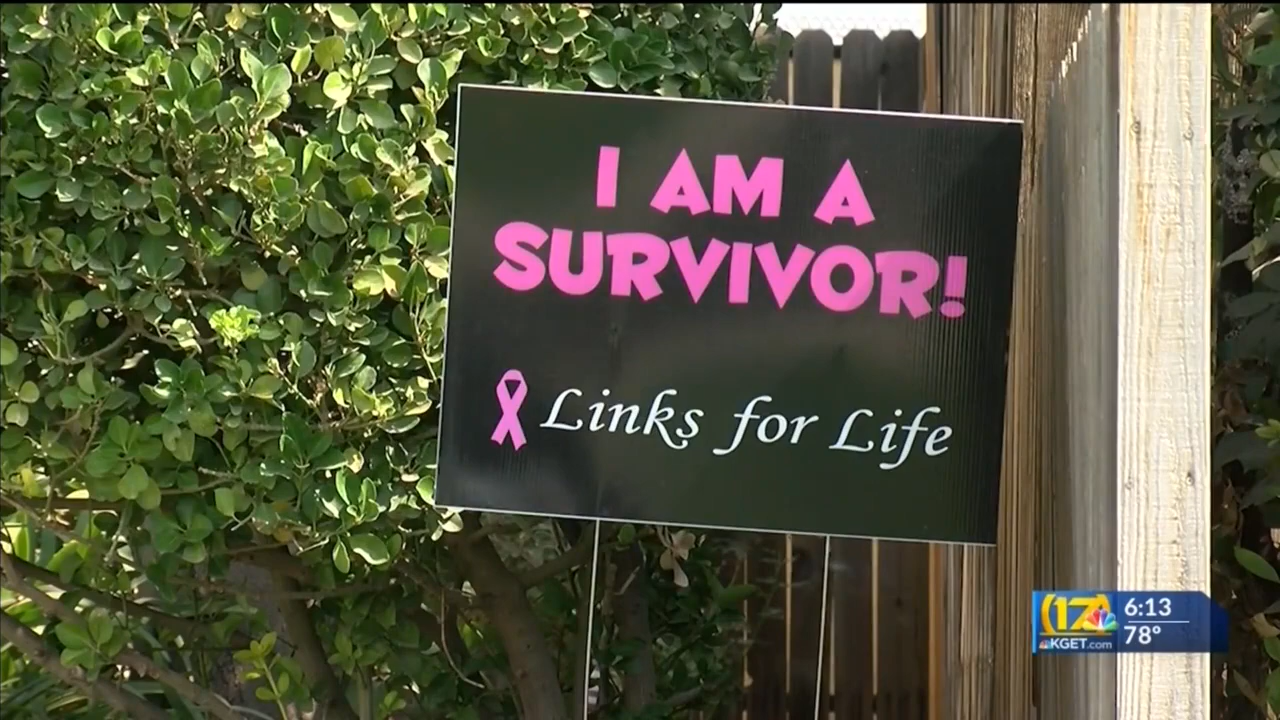 I AM A
SURVIVOR!
Links for Life
17
6:13
KGET.com
78°